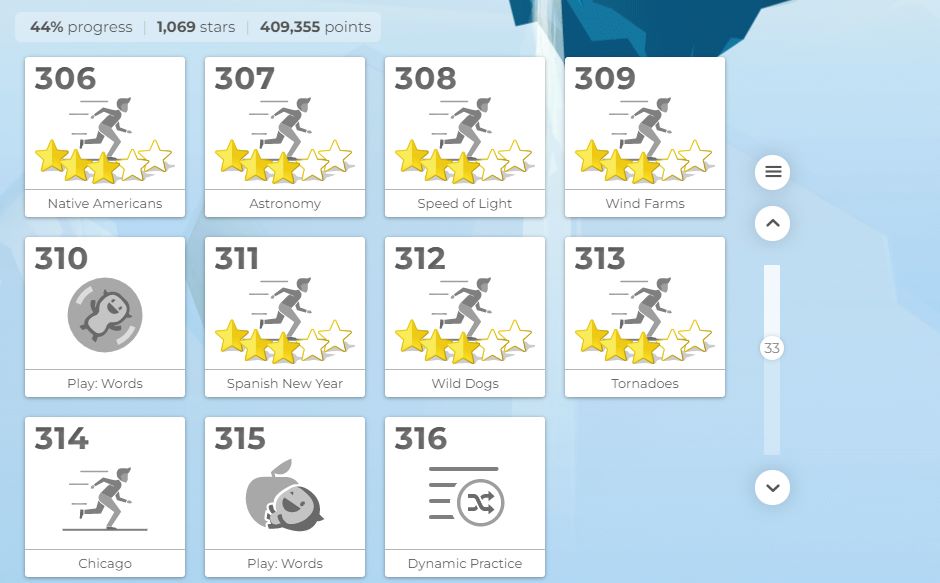 44% progress | 1,069 stars | 409,355 points
306 307 308 309
Native Americans Astronomy Speed of Light Wind Farms
310 311 312 313
33
Play: Words Spanish New Year Wild Dogs Tornadoes
314 315 316
Chicago Play: Words Dynamic Practice